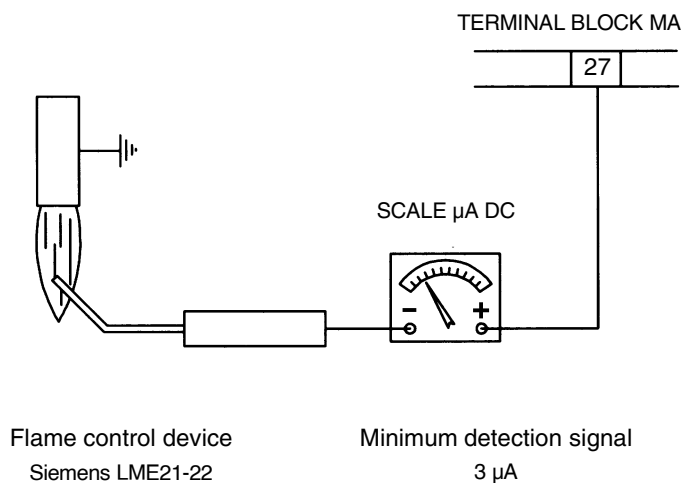 TERMINAL BLOCK MA
27
SCALE µA DC
- +
Flame control device
Minimum detection signal
Siemens LME21-22
3 µA